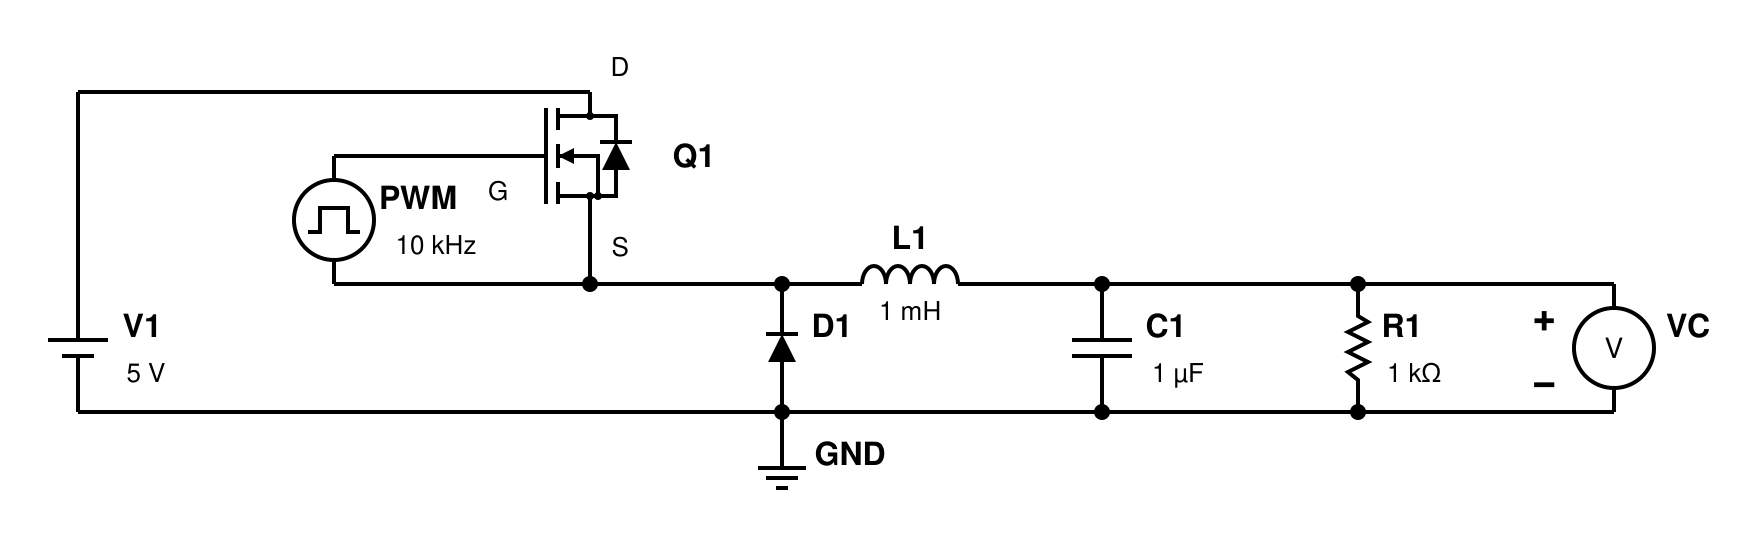 D
Q1
PWM
G
10 kHz
S
L1
1 mH
V1
5 V
D1
C1
1 µF
R1
1 kΩ
+
−
V
VC
GND